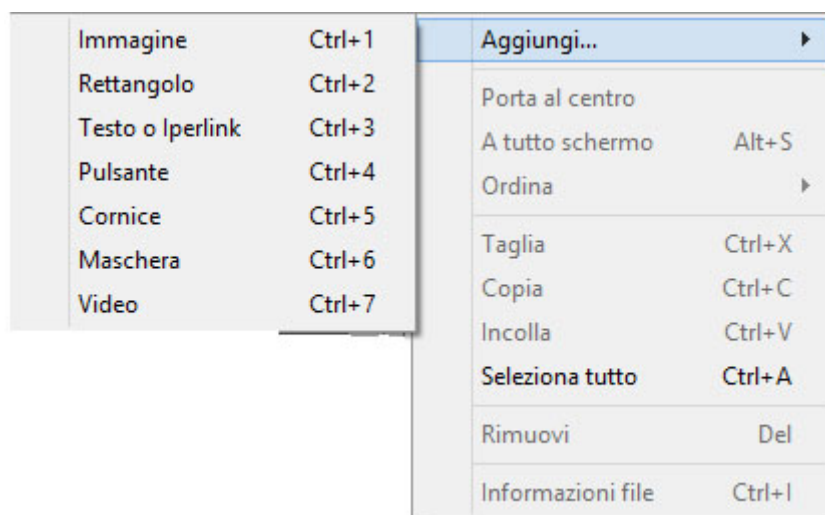 Immagine Ctrl+1
Rettangolo Ctrl+2
Testo o Iperlink Ctrl+3
Pulsante Ctrl+4
Cornice Ctrl+5
Maschera Ctrl+6
Video Ctrl+7
Aggiungi...
Porta al centro
A tutto schermo Alt+S
Ordina
Taglia Ctrl+X
Copia Ctrl+C
Incolla Ctrl+V
Seleziona tutto Ctrl+A
Rimuovi Del
Informazioni file Ctrl+I